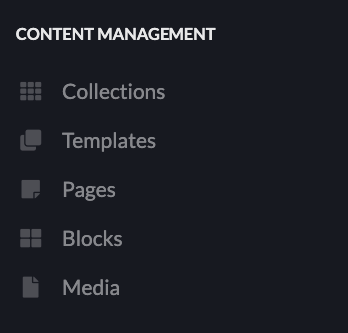 CONTENT MANAGEMENT
Collections
Templates
Pages
Blocks
Media